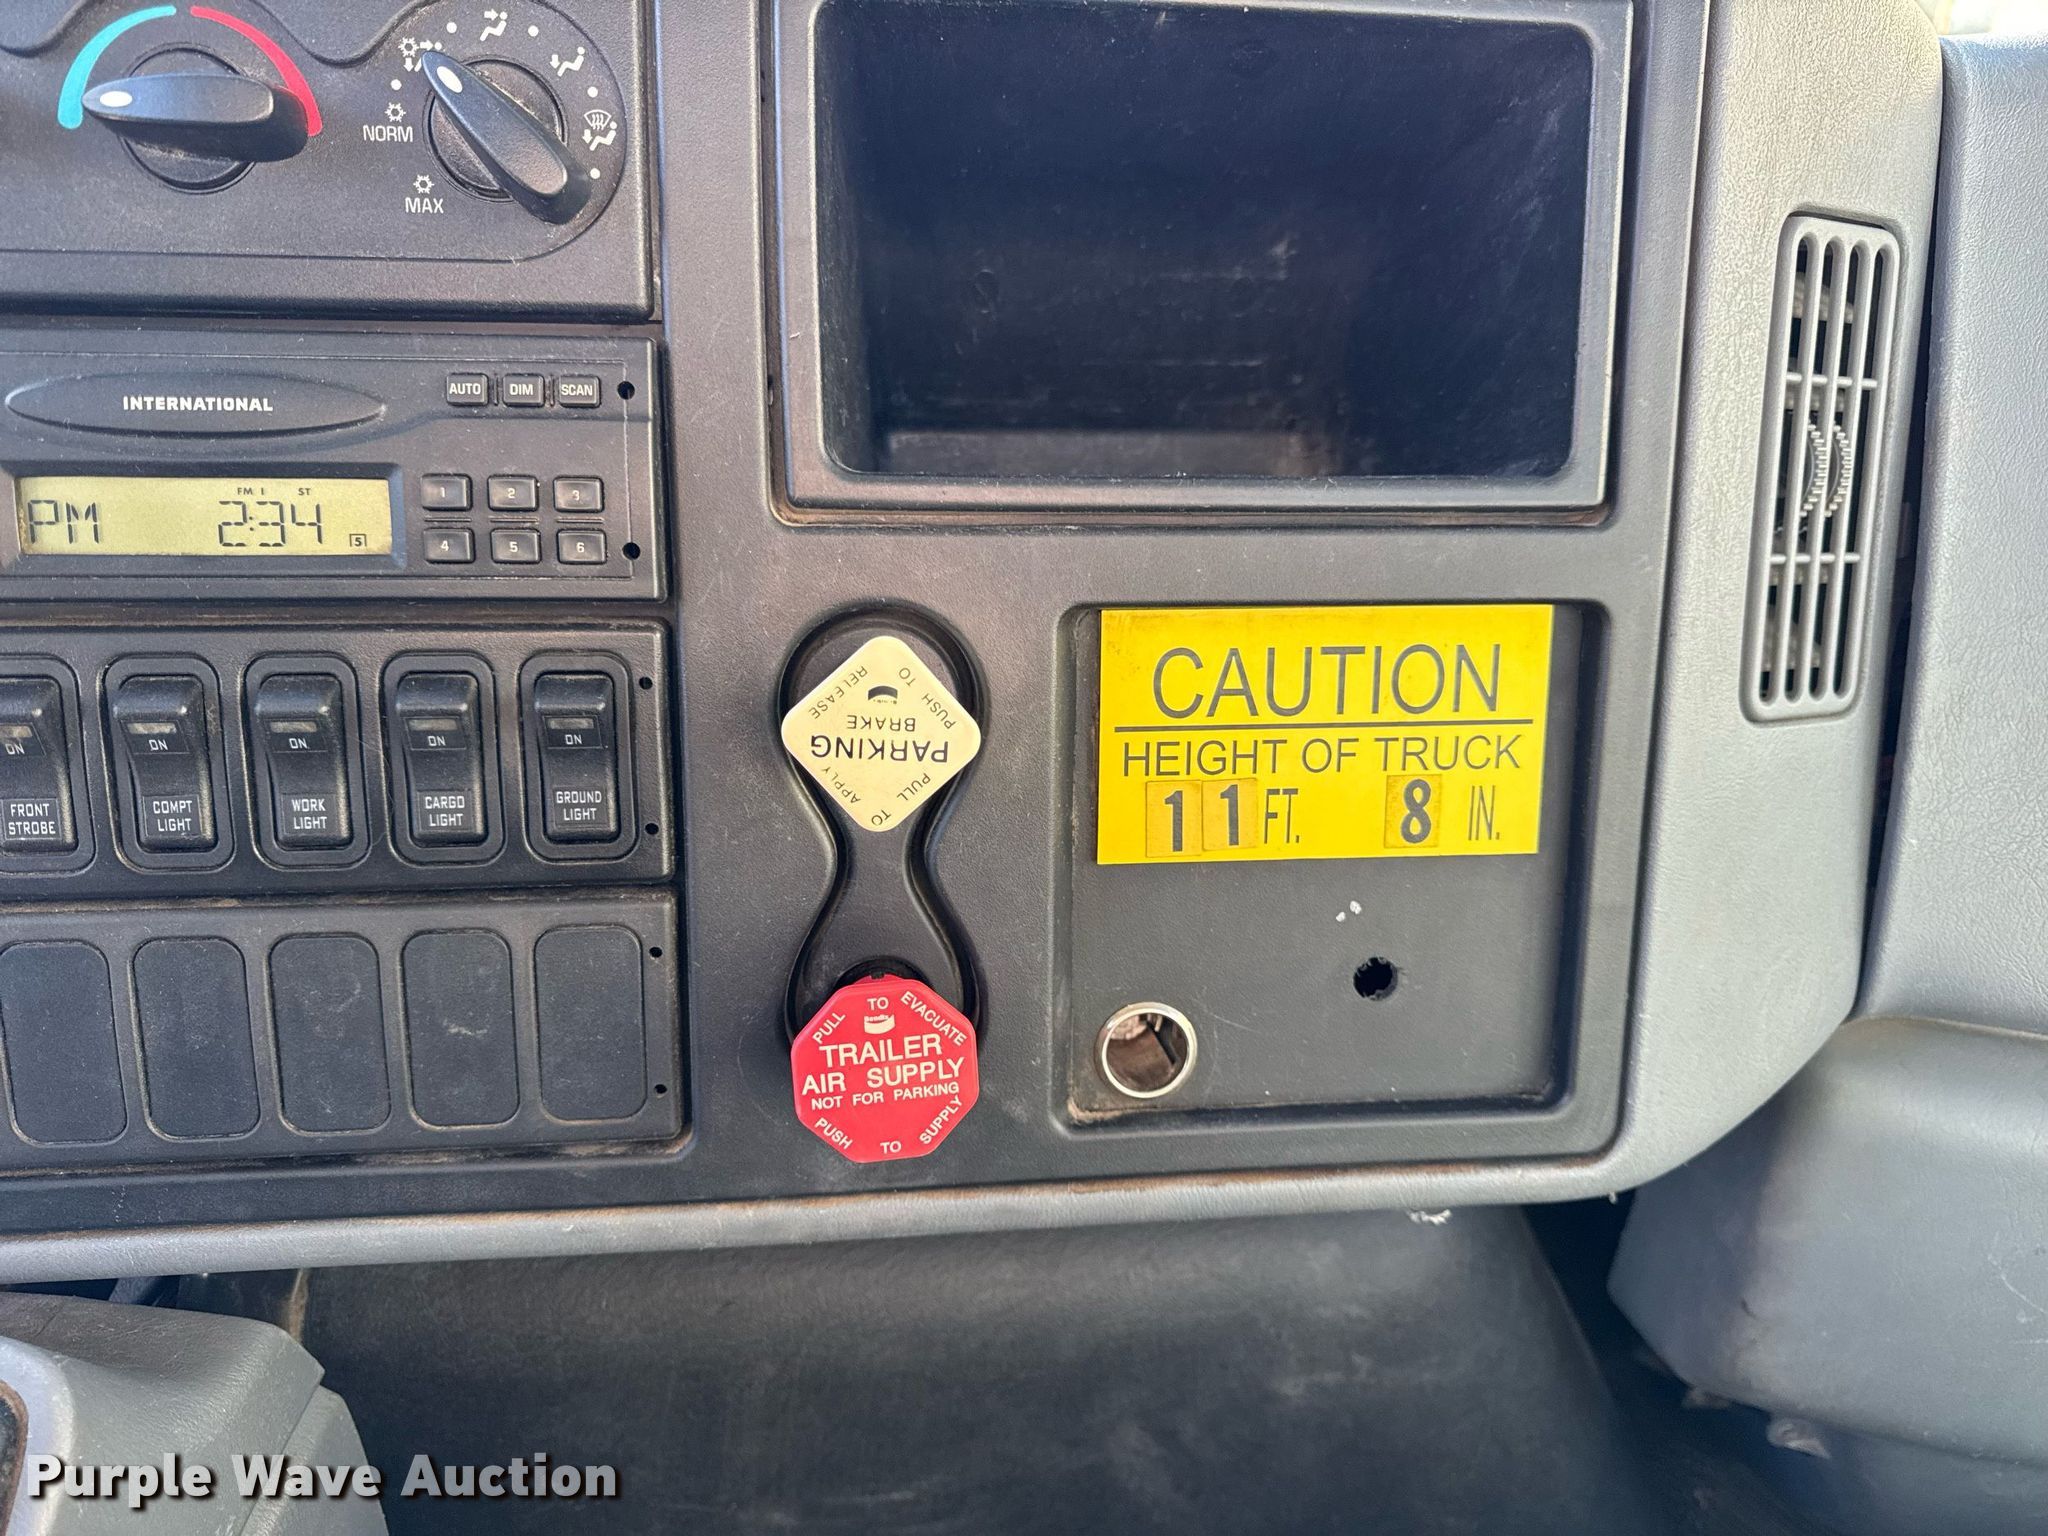 NORM
MAX
INTERNATIONAL
AUTO
DIM
SCAN
FM 1 ST
PM 2:34
5
1 2 3
4 5 6
ON
FRONT
STROBE
ON
COMPT
LIGHT
ON
WORK
LIGHT
ON
CARGO
LIGHT
ON
GROUND
LIGHT
PARKING
BRAKE
PUSH TO
RELEASE
PULL TO
APPLY
PULL TO EVACUATE
Bendix
TRAILER
AIR SUPPLY
NOT FOR PARKING
PUSH TO SUPPLY
CAUTION
HEIGHT OF TRUCK
11 FT. 8 IN.
Purple Wave Auction